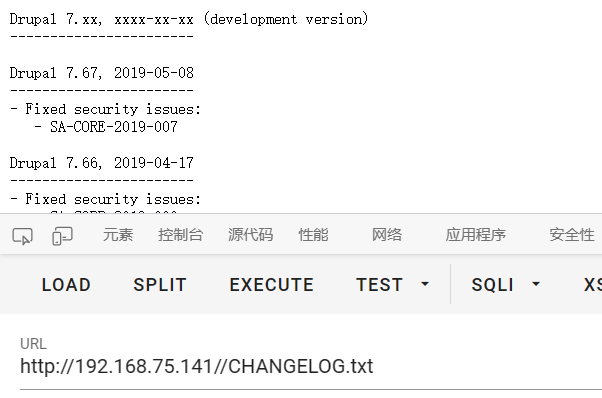 Drupal 7.xx, xxxx-xx-xx (development version)
-----------------------
Drupal 7.67, 2019-05-08
-----------------------
- Fixed security issues:
- SA-CORE-2019-007
Drupal 7.66, 2019-04-17
-----------------------
- Fixed security issues:
元素 控制台 源代码 性能 网络 应用程序 安全性
LOAD SPLIT EXECUTE TEST SQLI XS
URL
http://192.168.75.141//CHANGELOG.txt